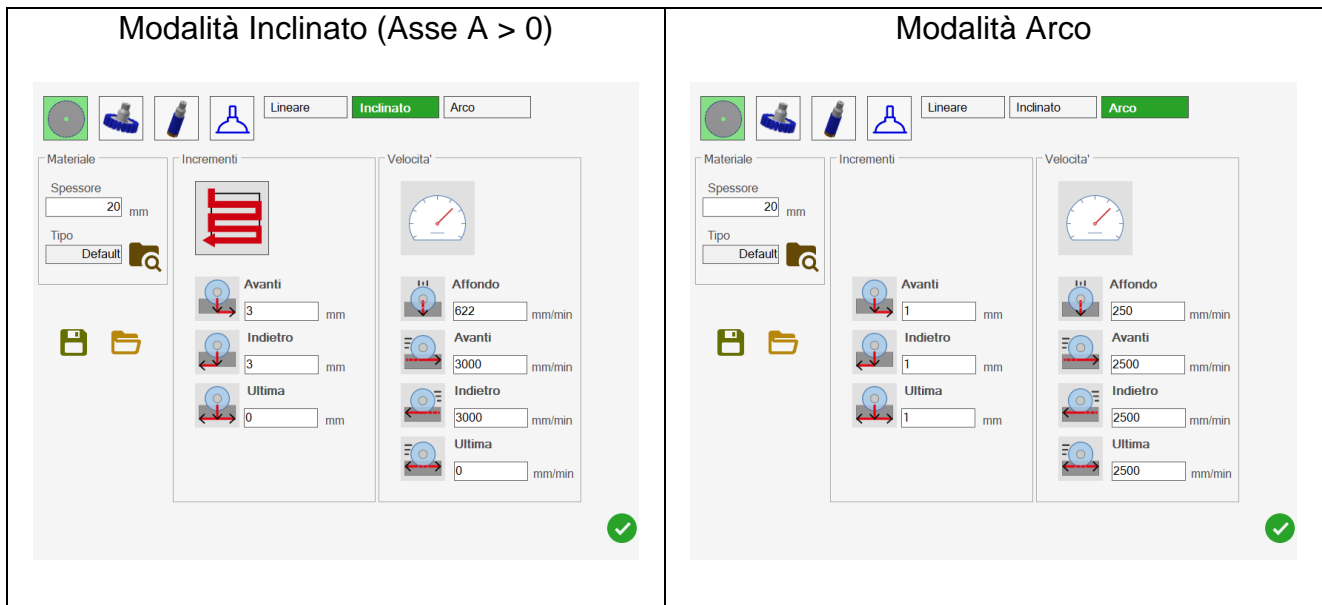 Modalità Inclinato (Asse A > 0)
Lineare Inclinato Arco
Materiale
Spessore
20 mm
Tipo
Default
Incrementi
Avanti
3 mm
Indietro
3 mm
Ultima
0 mm
Velocita'
Affondo
622 mm/min
Avanti
3000 mm/min
Indietro
3000 mm/min
Ultima
0 mm/min
Modalità Arco
Lineare Inclinato Arco
Materiale
Spessore
20 mm
Tipo
Default
Incrementi
Avanti
1 mm
Indietro
1 mm
Ultima
1 mm
Velocita'
Affondo
250 mm/min
Avanti
2500 mm/min
Indietro
2500 mm/min
Ultima
2500 mm/min